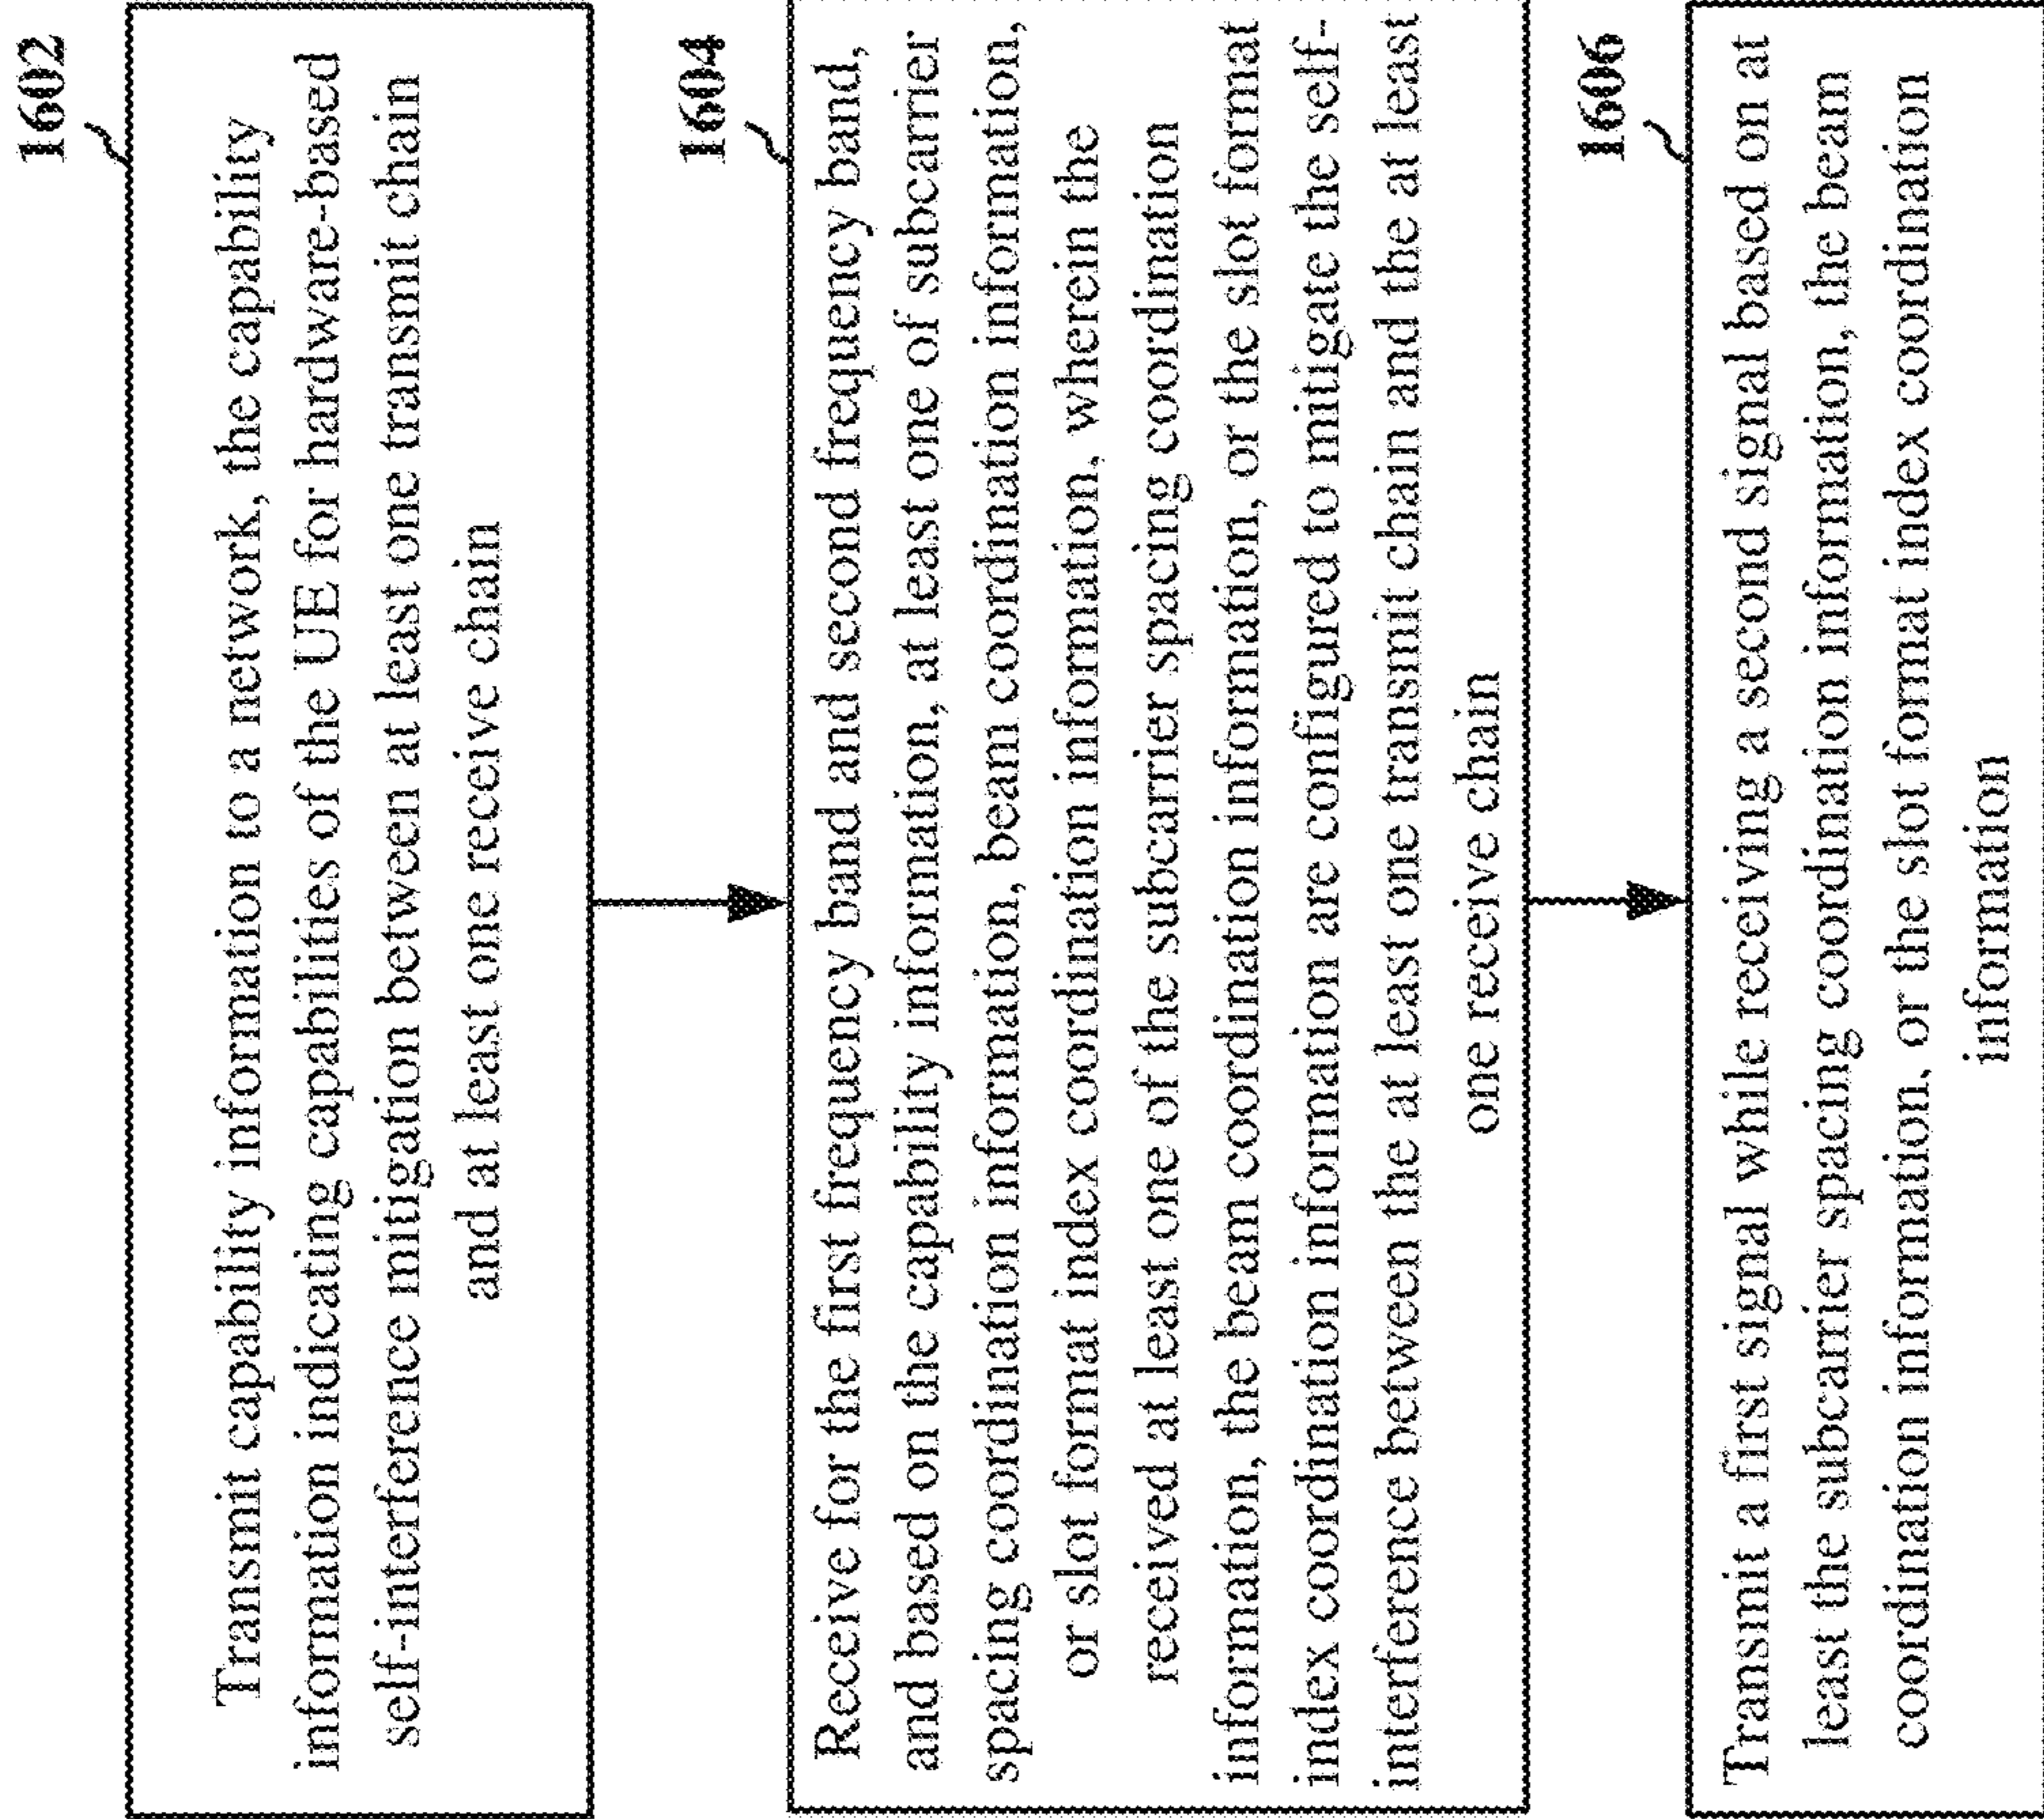 1602
Transmit capability information to a network, the capability
information indicating capabilities of the UE for hardware-based
self-interference mitigation between at least one transmit chain
and at least one receive chain
1604
Receive for the first frequency band and second frequency band,
and based on the capability information, at least one of subcarrier
spacing coordination information, beam coordination information,
or slot format index coordination information, wherein the
received at least one of the subcarrier spacing coordination
information, the beam coordination information, or the slot format
index coordination information are configured to mitigate the self-
interference between the at least one transmit chain and the at least
one receive chain
1606
Transmit a first signal while receiving a second signal based on at
least the subcarrier spacing coordination information, the beam
coordination information, or the slot format index coordination
information